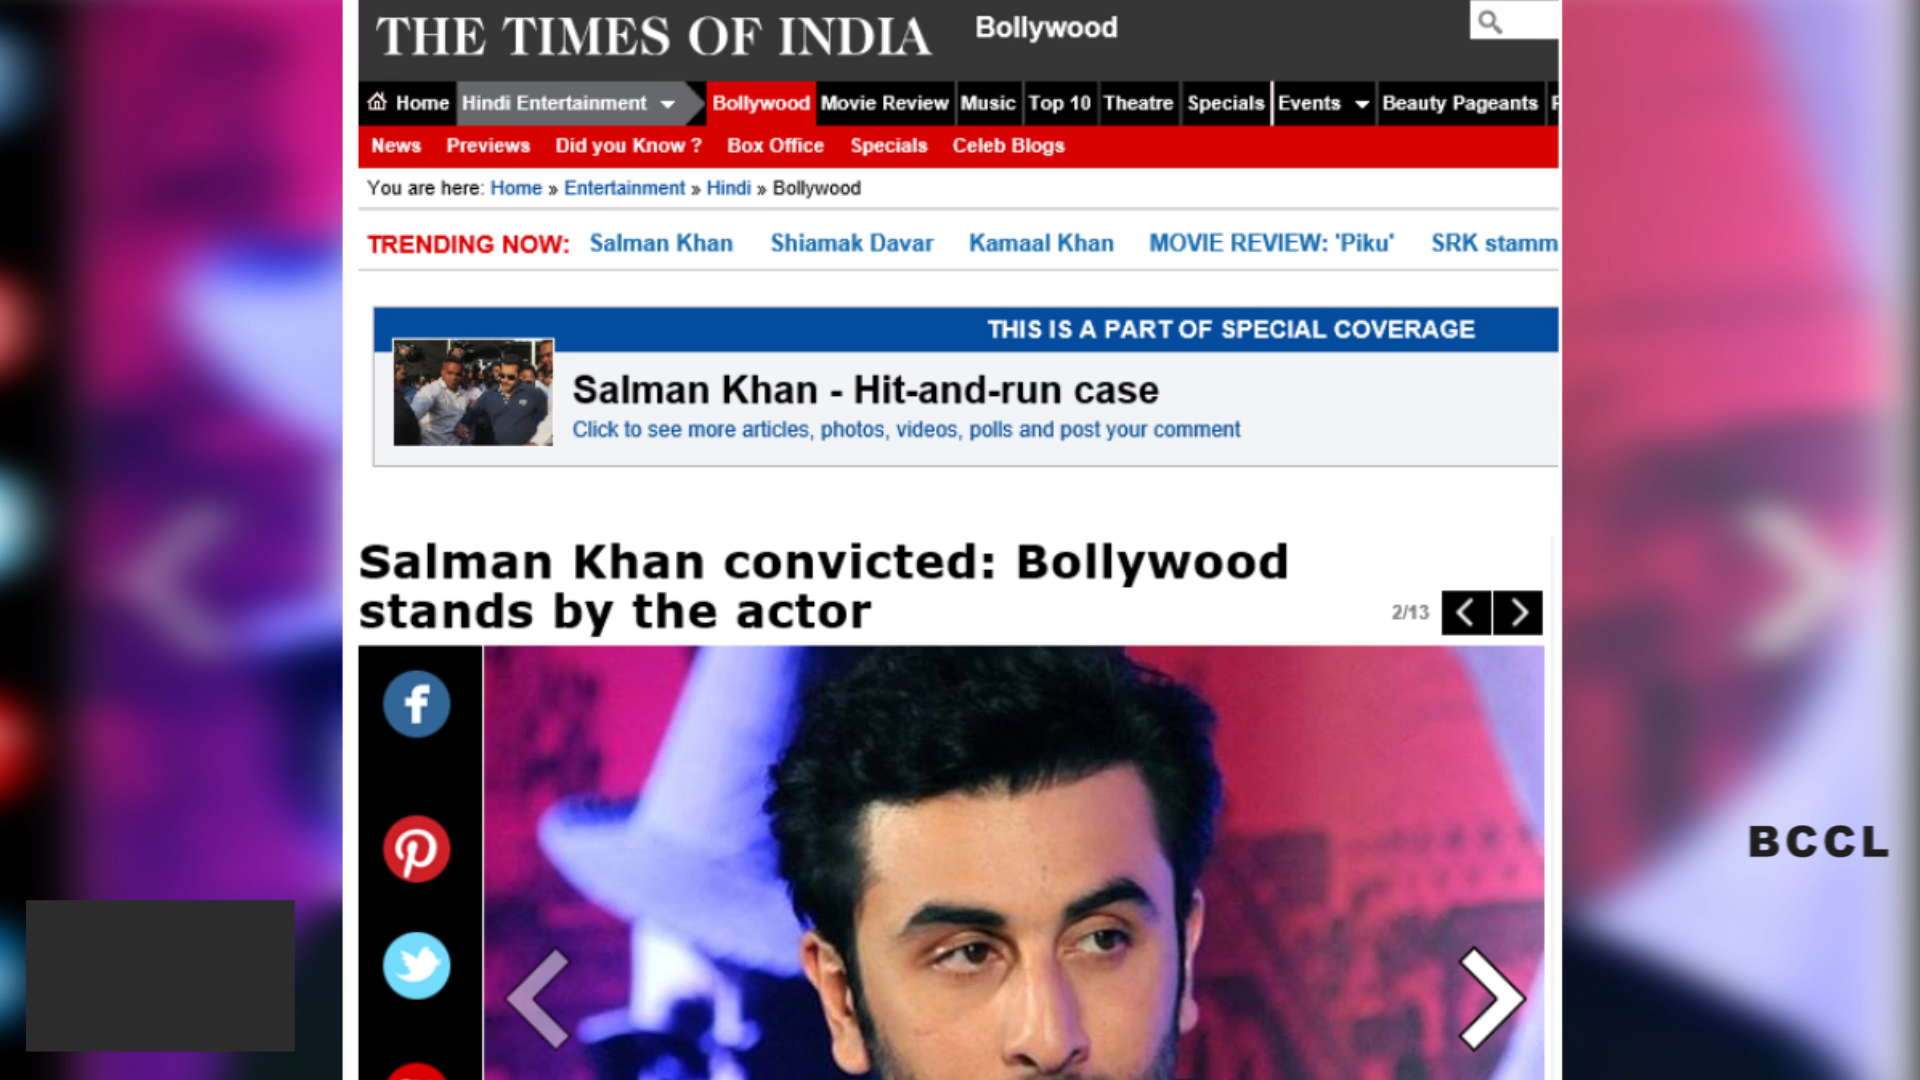 THE TIMES OF INDIA Bollywood
Home Hindi Entertainment Bollywood Movie Review Music Top 10 Theatre Specials Events Beauty Pageants
News Previews Did you Know ? Box Office Specials Celeb Blogs
You are here: Home » Entertainment » Hindi » Bollywood
TRENDING NOW: Salman Khan Shiamak Davar Kamaal Khan MOVIE REVIEW: 'Piku' SRK stamm
THIS IS A PART OF SPECIAL COVERAGE
Salman Khan - Hit-and-run case
Click to see more articles, photos, videos, polls and post your comment
Salman Khan convicted: Bollywood
stands by the actor
2/13
BCCL